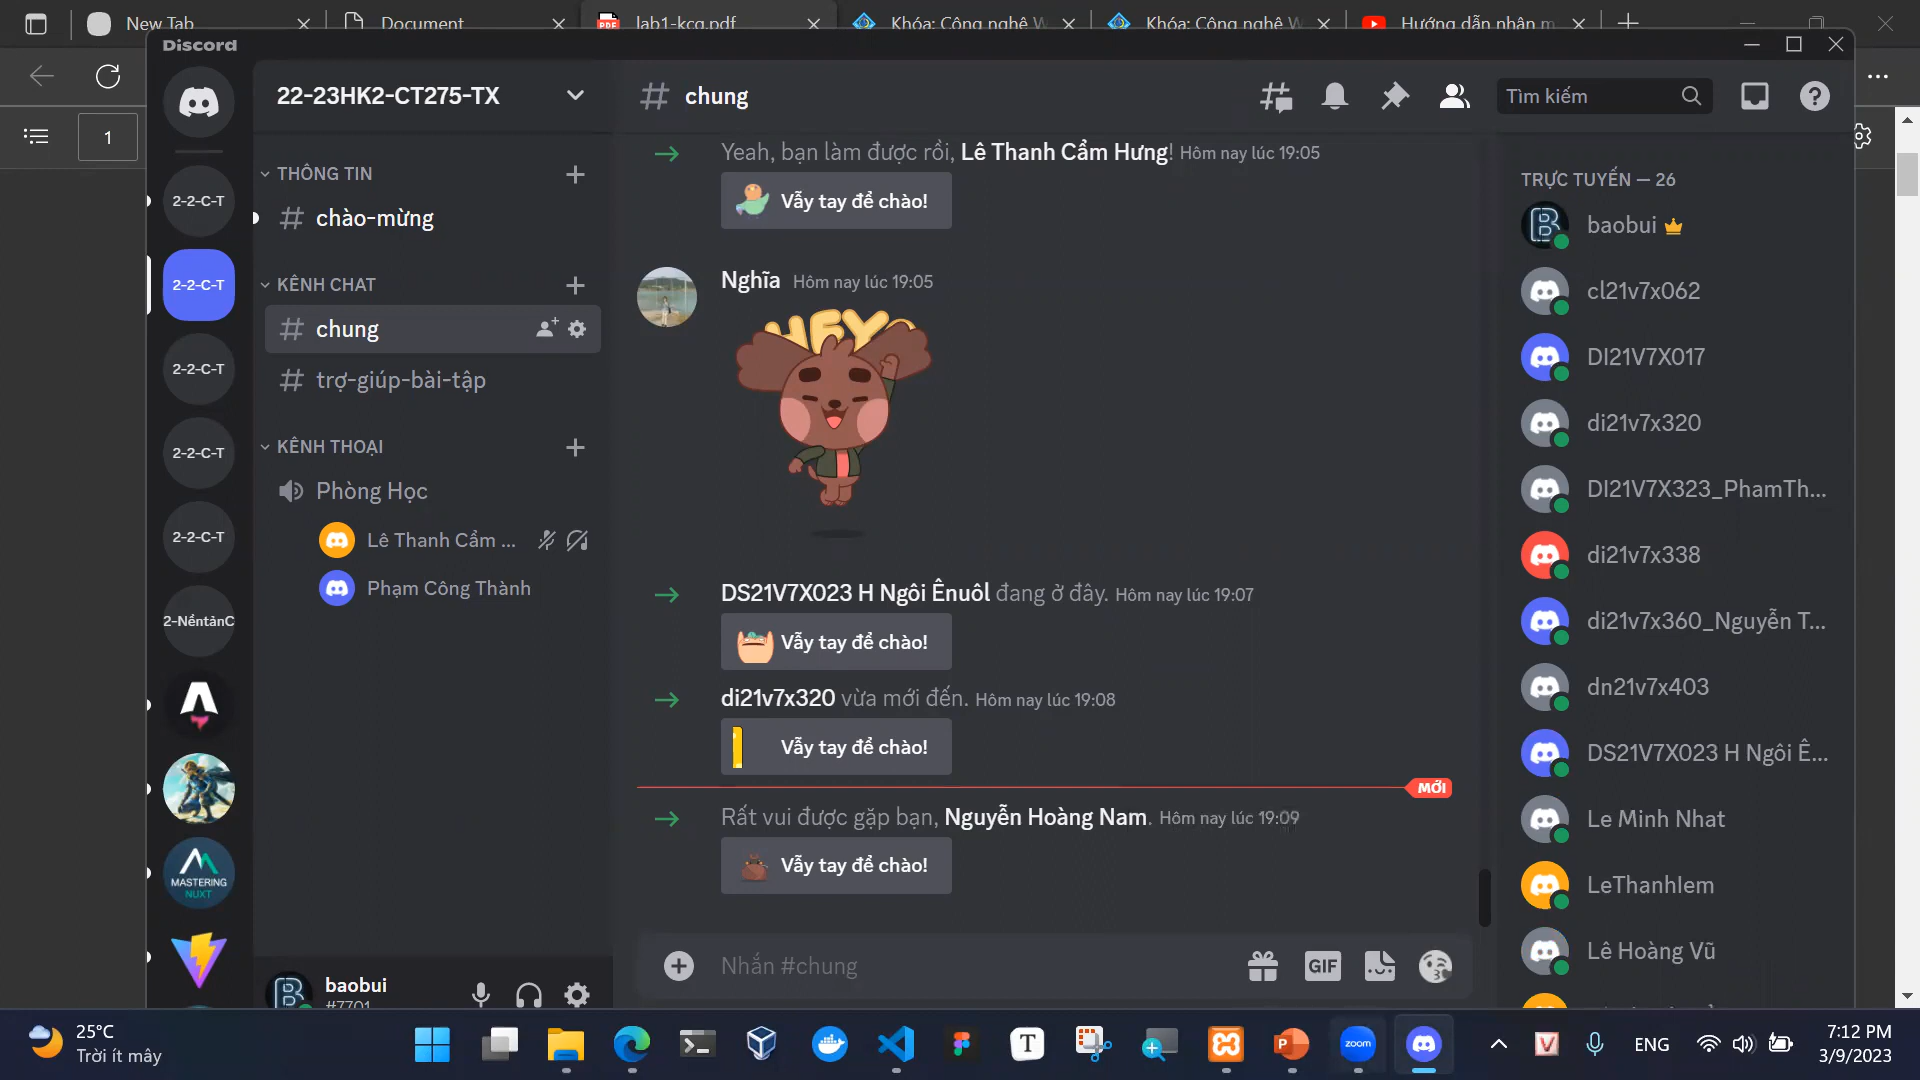 New Tab
Document
lab1-kcg.pdf
Khóa: Công nghệ W
Khóa: Công nghệ W
Hướng dẫn nhận m
Discord
1
22-23HK2-CT275-TX
chung
Tìm kiếm
2-2-C-T
2-2-C-T
2-2-C-T
2-2-C-T
2-2-C-T
2-NềntảnC
MASTERING
NUXT
THÔNG TIN
chào-mừng
KÊNH CHAT
chung
trợ-giúp-bài-tập
KÊNH THOẠI
Phòng Học
Lê Thanh Cẩm ...
Phạm Công Thành
baobui
#7701
Yeah, bạn làm được rồi, Lê Thanh Cẩm Hưng! Hôm nay lúc 19:05
Vẫy tay để chào!
Nghĩa Hôm nay lúc 19:05
DS21V7X023 H Ngôi Ênuôl đang ở đây. Hôm nay lúc 19:07
Vẫy tay để chào!
di21v7x320 vừa mới đến. Hôm nay lúc 19:08
Vẫy tay để chào!
MỚI
Rất vui được gặp bạn, Nguyễn Hoàng Nam. Hôm nay lúc 19:09
Vẫy tay để chào!
Nhắn #chung
GIF
TRỰC TUYẾN — 26
baobui
cl21v7x062
DI21V7X017
di21v7x320
DI21V7X323_PhamTh...
di21v7x338
di21v7x360_Nguyễn T...
dn21v7x403
DS21V7X023 H Ngôi Ê...
Le Minh Nhat
LeThanhlem
Lê Hoàng Vũ
25°C
Trời ít mây
T
zoom
V
ENG
7:12 PM
3/9/2023